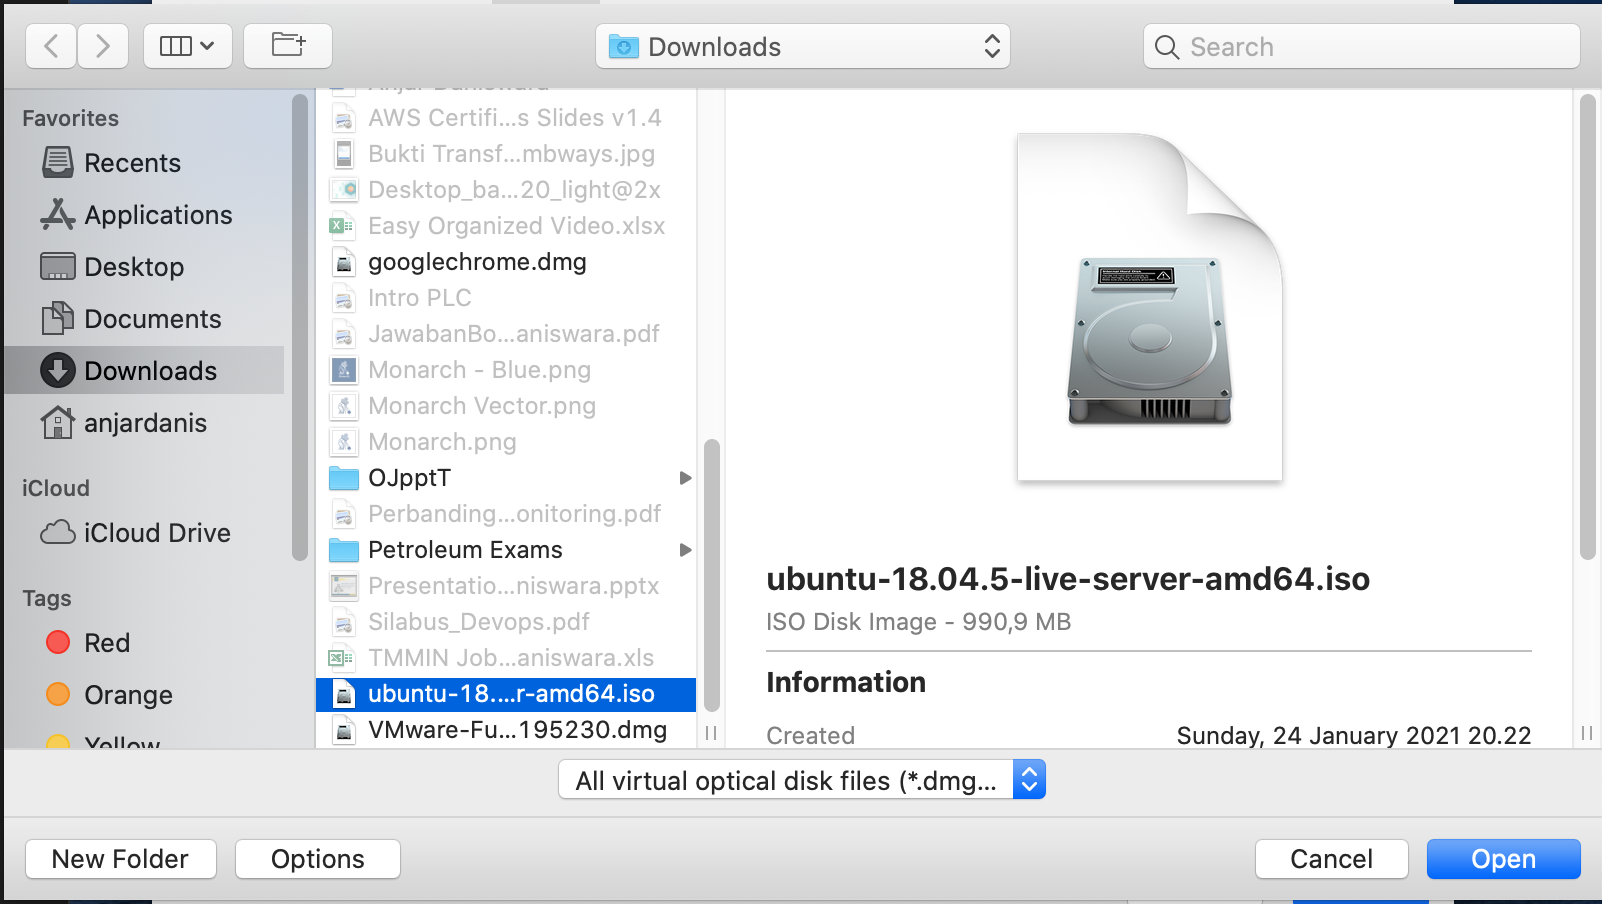 Downloads
Search
Favorites
Recents
Applications
Desktop
Documents
Downloads
anjardanis
iCloud
iCloud Drive
Tags
Red
Orange
Yellow
Anjar Daniswara
AWS Certifi...s Slides v1.4
Bukti Transf...mbways.jpg
Desktop_ba...20_light@2x
Easy Organized Video.xlsx
googlechrome.dmg
Intro PLC
JawabanBo...aniswara.pdf
Monarch - Blue.png
Monarch Vector.png
Monarch.png
OJpptT
Perbanding...onitoring.pdf
Petroleum Exams
Presentatio...niswara.pptx
Silabus_Devops.pdf
TMMIN Job...aniswara.xls
ubuntu-18....r-amd64.iso
VMware-Fu...195230.dmg
ubuntu-18.04.5-live-server-amd64.iso
ISO Disk Image - 990,9 MB
Information
Created Sunday, 24 January 2021 20.22
All virtual optical disk files (*.dmg...
New Folder
Options
Cancel
Open